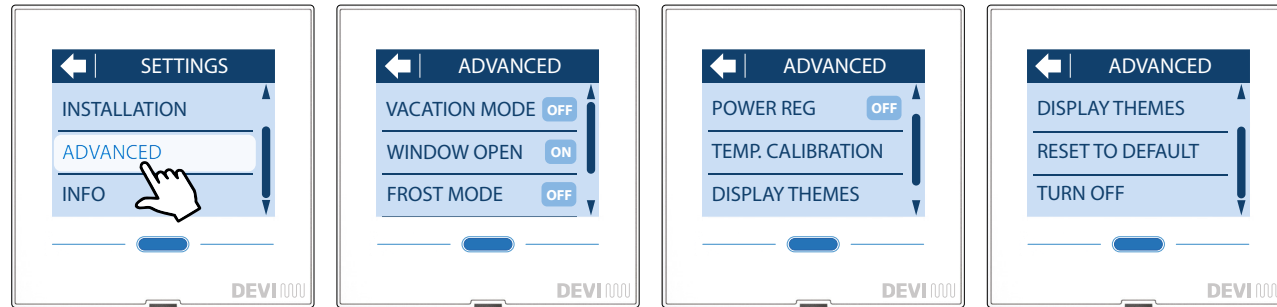 SETTINGS
INSTALLATION
ADVANCED
INFO
DEVI
ADVANCED
VACATION MODE OFF
WINDOW OPEN ON
FROST MODE OFF
DEVI
ADVANCED
POWER REG OFF
TEMP. CALIBRATION
DISPLAY THEMES
DEVI
ADVANCED
DISPLAY THEMES
RESET TO DEFAULT
TURN OFF
DEVI